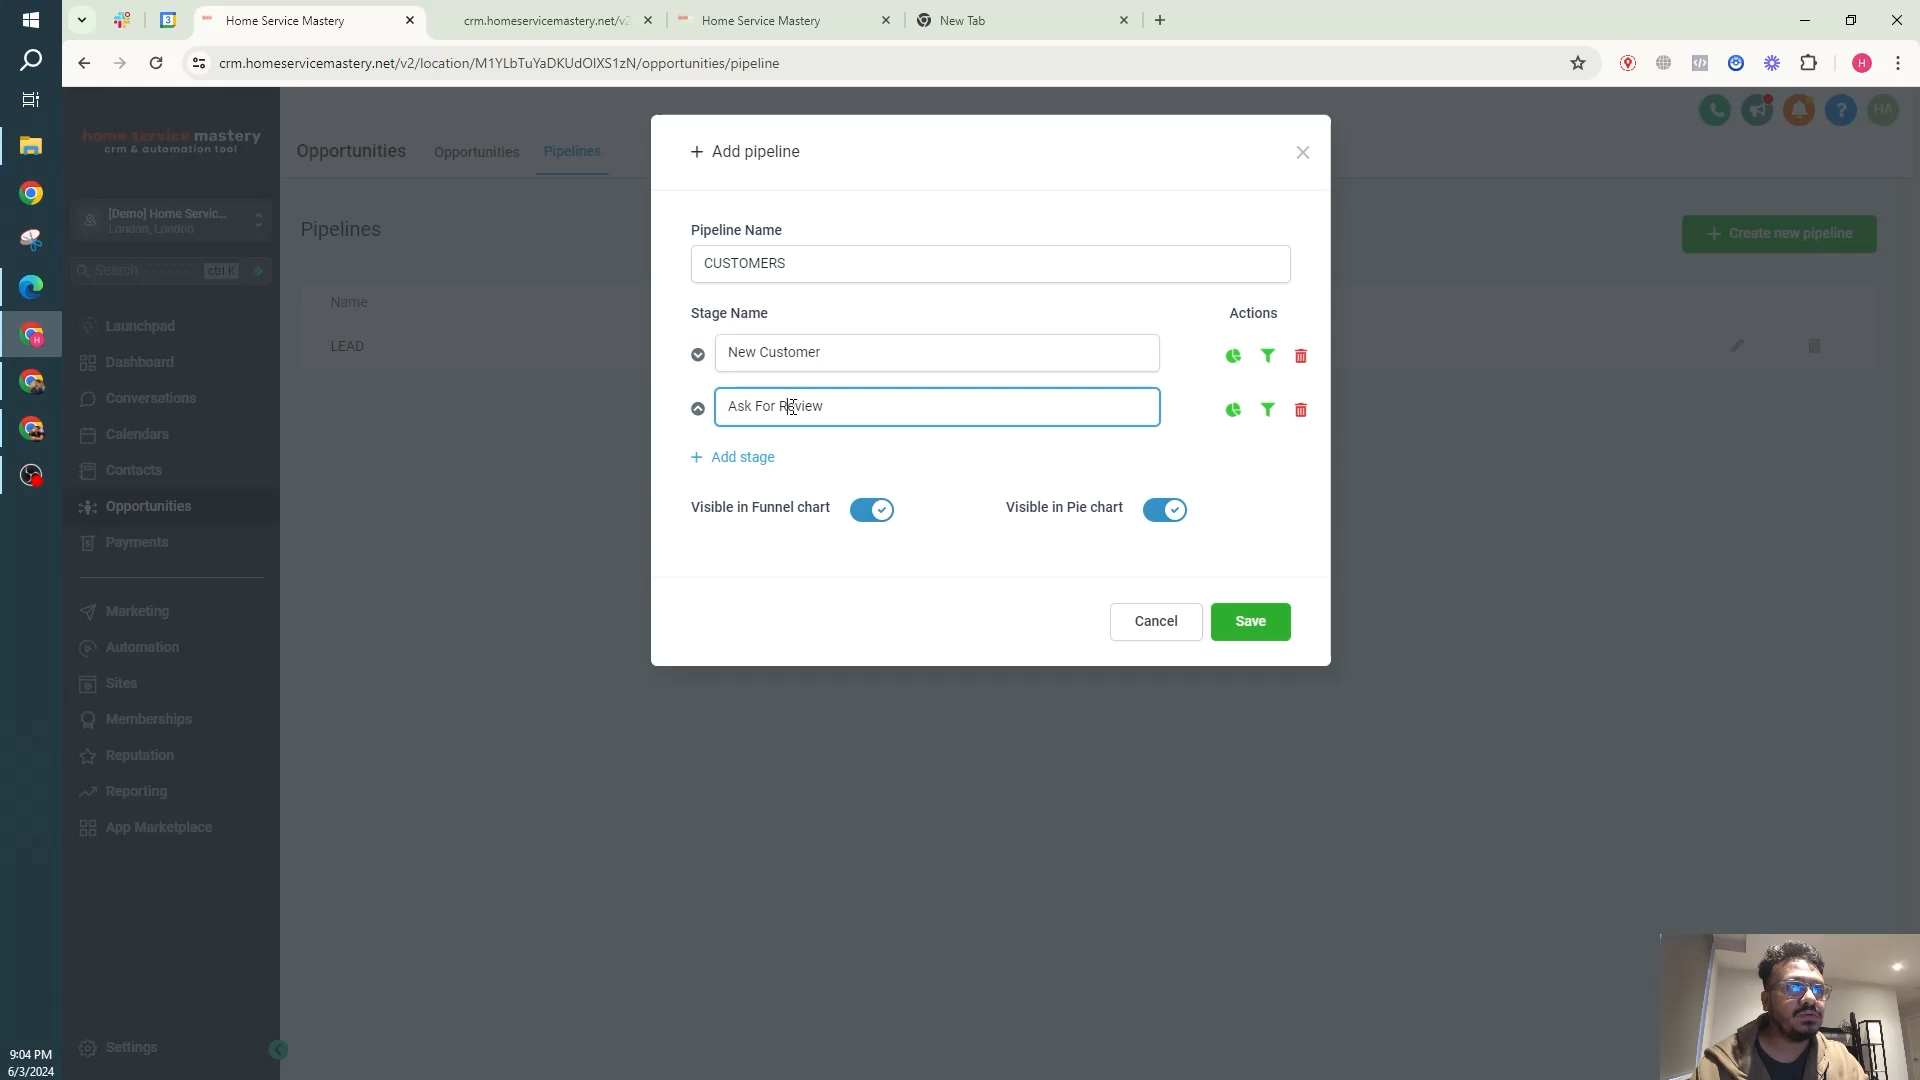 Home Service Mastery
crm.homeservicemastery.net/v2
Home Service Mastery
New Tab
crm.homeservicemastery.net/v2/location/M1YLbTuYaDKUdOIXS1zN/opportunities/pipeline
H
home service mastery
crm & automation tool
Opportunities
Opportunities
Pipelines
HA
[Demo] Home Servic...
London, London
Search
ctrl K
Launchpad
Dashboard
Conversations
Calendars
Contacts
Opportunities
Payments
Marketing
Automation
Sites
Memberships
Reputation
Reporting
App Marketplace
Settings
Pipelines
+ Create new pipeline
Name
LEAD
+ Add pipeline
Pipeline Name
CUSTOMERS
Stage Name
Actions
New Customer
Ask For Review
+ Add stage
Visible in Funnel chart
Visible in Pie chart
Cancel
Save
9:04 PM
6/3/2024